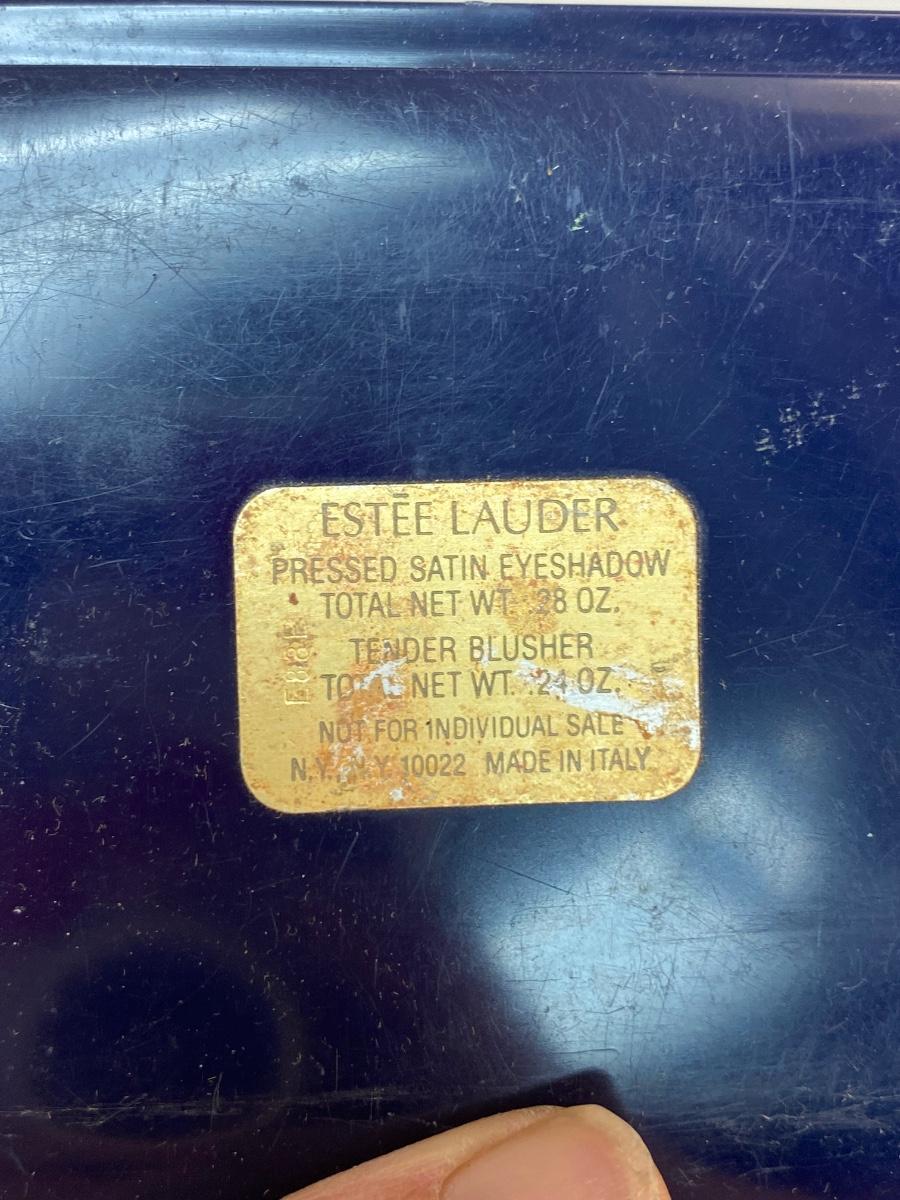 ESTĒE LAUDER
PRESSED SATIN EYESHADOW
TOTAL NET WT. .28 OZ.
TENDER BLUSHER
TOTAL NET WT. .24 OZ.
NOT FOR INDIVIDUAL SALE
N.Y., N.Y. 10022 MADE IN ITALY